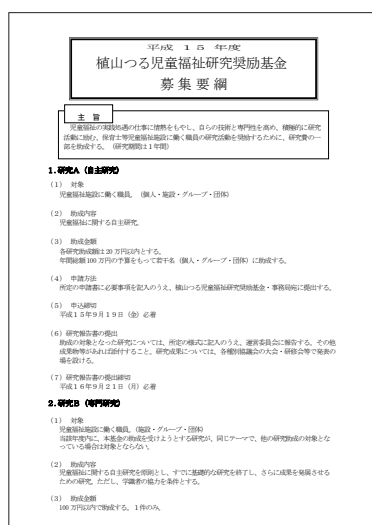 平成 15 年度
植山つる児童福祉研究奨励基金
募集要綱
主 旨
児童福祉の実践処遇の仕事に情熱をもやし、自らの技術と専門性を高め、積極的に研究
活動に励む、保育士等児童福祉施設に働く職員の研究活動を奨励するために、研究費の一
部を助成する。(研究期間は1年間)
1.研究A(自主研究)
(1) 対象
児童福祉施設に働く職員。(個人・施設・グループ・団体)
(2) 助成内容
児童福祉に関する自主研究。
(3) 助成金額
各研究助成額は20万円以内とする。
年間総額100万円の予算をもって若干名(個人・グループ・団体)に助成する。
(4) 申請方法
所定の申請書に必要事項を記入のうえ、植山つる児童福祉研究奨励基金・事務局宛に提出する。
(5) 申込締切
平成15年9月19日(金)必着
(6) 研究報告書の提出
助成の対象となった研究については、所定の様式に記入のうえ、運営委員会に報告する。その他
成果物等があれば添付すること。研究成果については、各種別協議会の大会・研修会等で発表の
場を設ける。
(7) 研究報告書の提出締切
平成16年9月21日(月)必着
2.研究B(専門研究)
(1) 対象
児童福祉施設に働く職員。(施設・グループ・団体)
当該年度内に、本基金の助成を受けようとする研究が、同じテーマで、他の研究助成の対象とな
っている場合は対象とならない。
(2) 助成内容
児童福祉に関する自主研究を原則とし、すでに基礎的な研究を終了し、さらに成果を発展させる
ための研究。ただし、学識者の協力を条件とする。
(3) 助成金額
100万円以内で助成する。1件のみ。